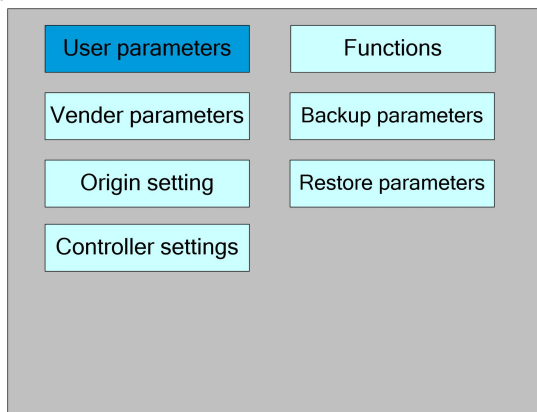 User parameters
Functions
Vender parameters
Backup parameters
Origin setting
Restore parameters
Controller settings